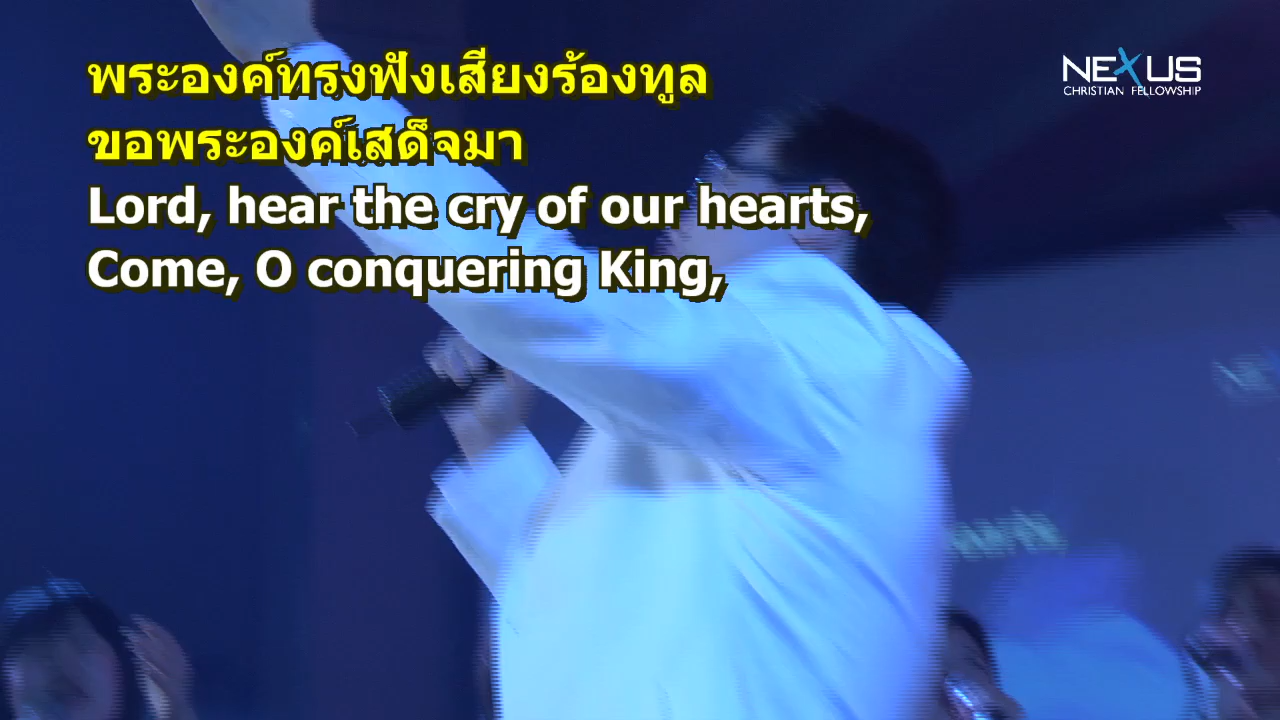 พระองค์ทรงฟังเสียงร้องทูล
ขอพระองค์เสด็จมา
Lord, hear the cry of our hearts,
Come, O conquering King,
NEXUS
CHRISTIAN FELLOWSHIP